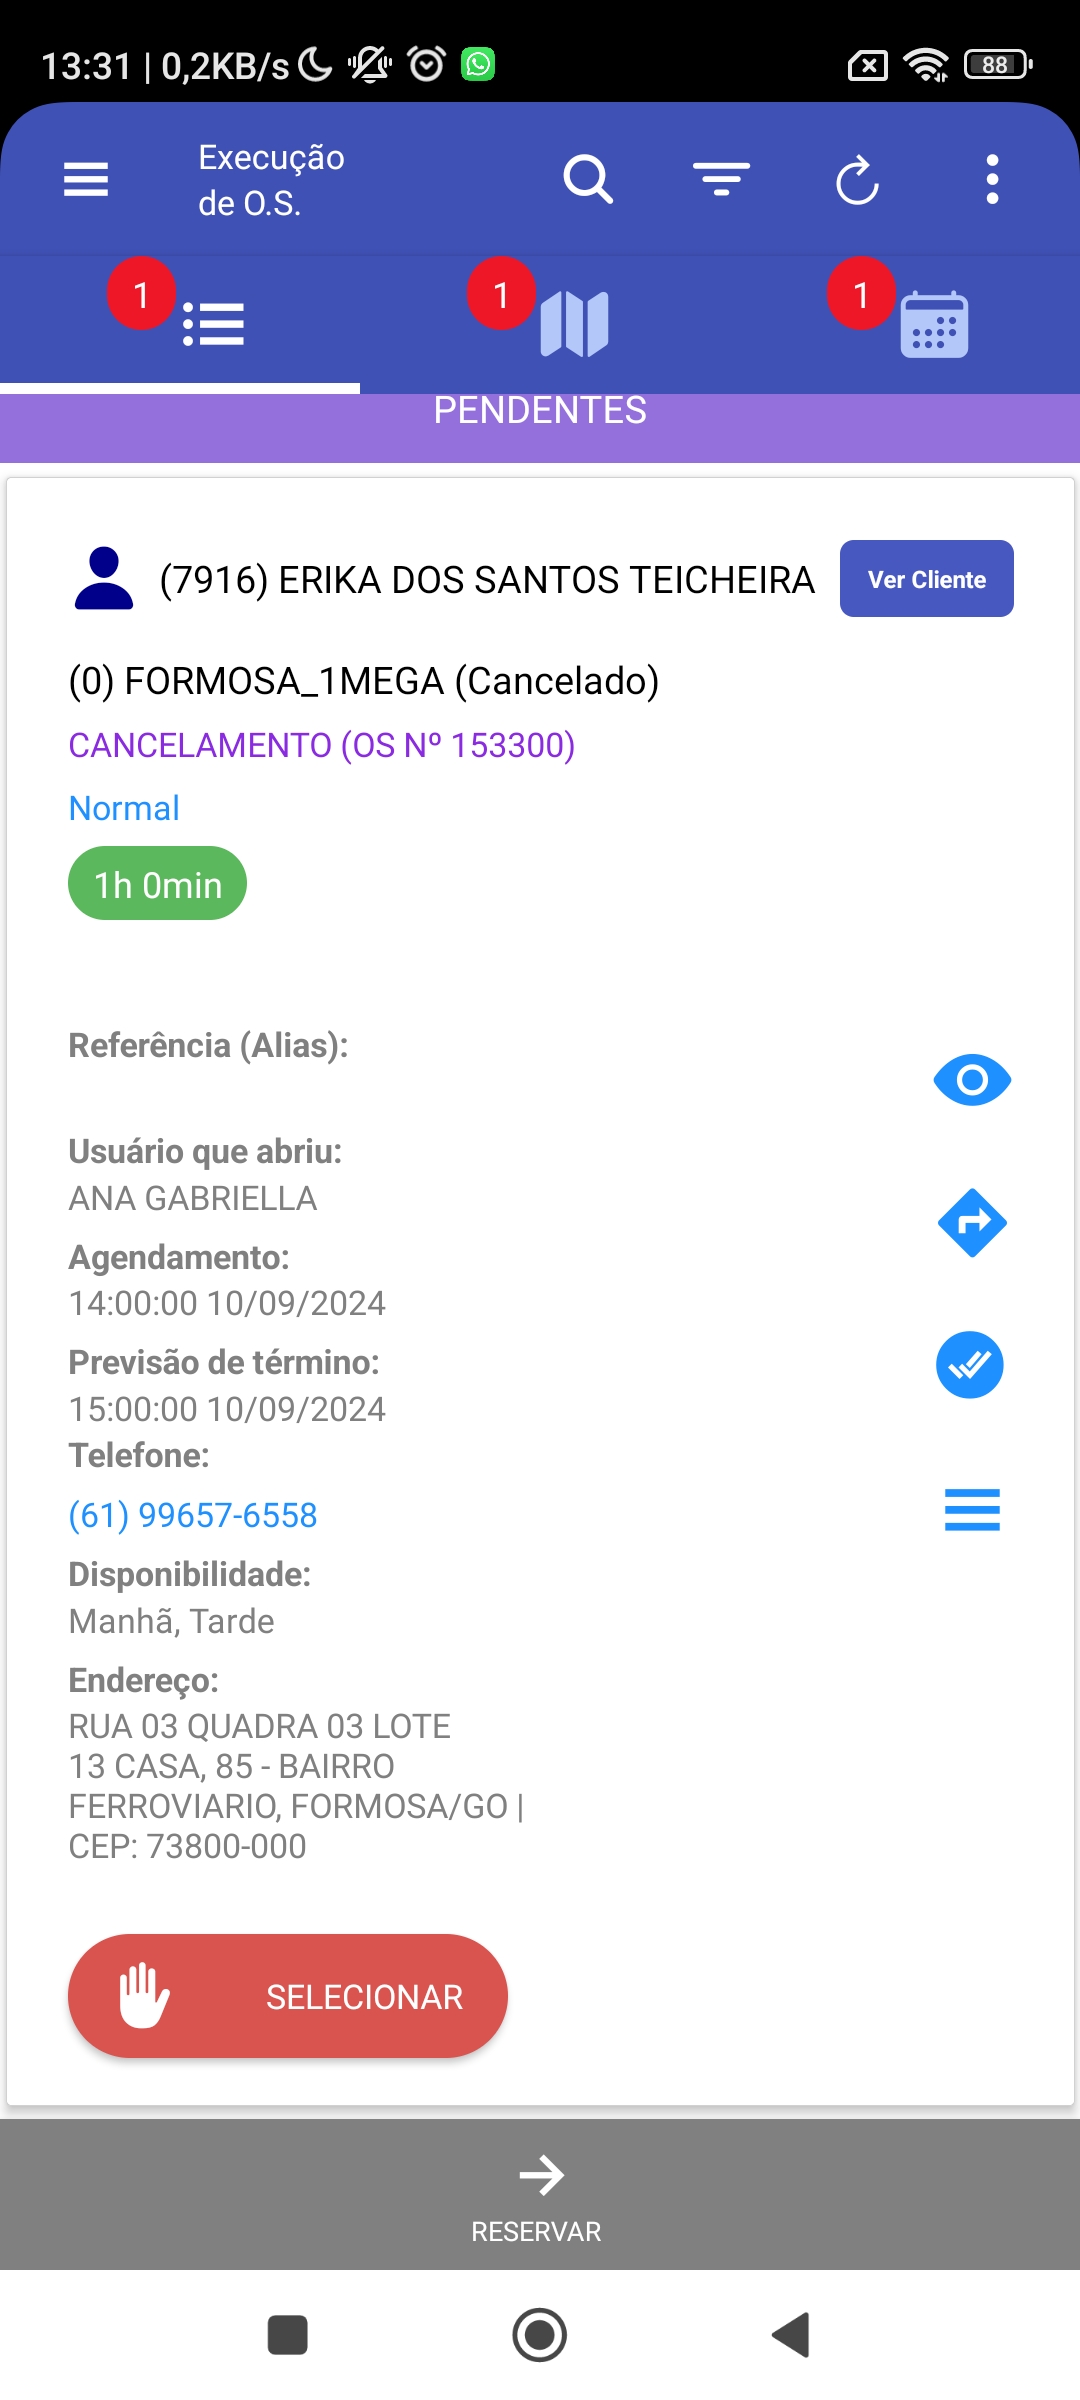 13:31 | 0,2KB/s
88
Execução
de O.S.
1
1
1
PENDENTES
(7916) ERIKA DOS SANTOS TEICHEIRA
Ver Cliente
(0) FORMOSA_1MEGA (Cancelado)
CANCELAMENTO (OS Nº 153300)
Normal
1h 0min
Referência (Alias):
Usuário que abriu:
ANA GABRIELLA
Agendamento:
14:00:00 10/09/2024
Previsão de término:
15:00:00 10/09/2024
Telefone:
(61) 99657-6558
Disponibilidade:
Manhã, Tarde
Endereço:
RUA 03 QUADRA 03 LOTE
13 CASA, 85 - BAIRRO
FERROVIARIO, FORMOSA/GO |
CEP: 73800-000
SELECIONAR
RESERVAR